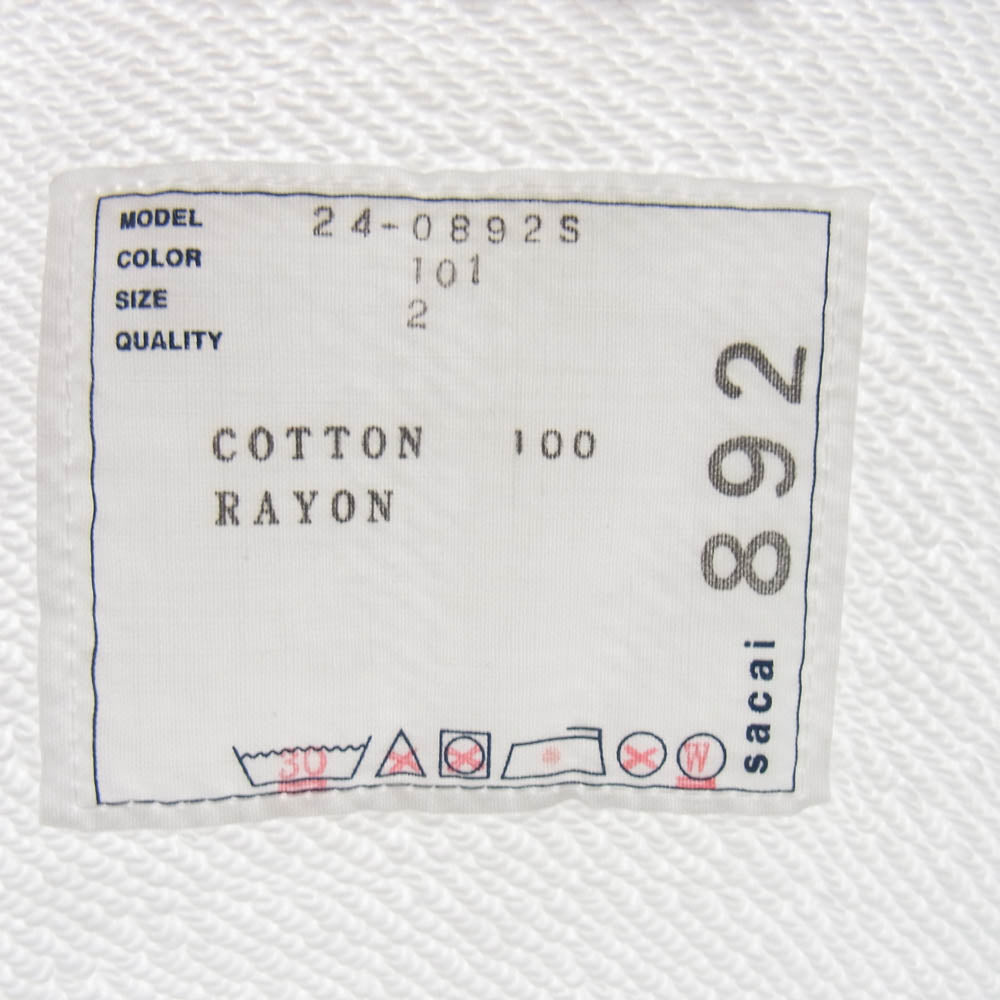 MODEL 24-0892S
COLOR 101
SIZE 2
QUALITY
COTTON 100
RAYON
30
W
sacai 892